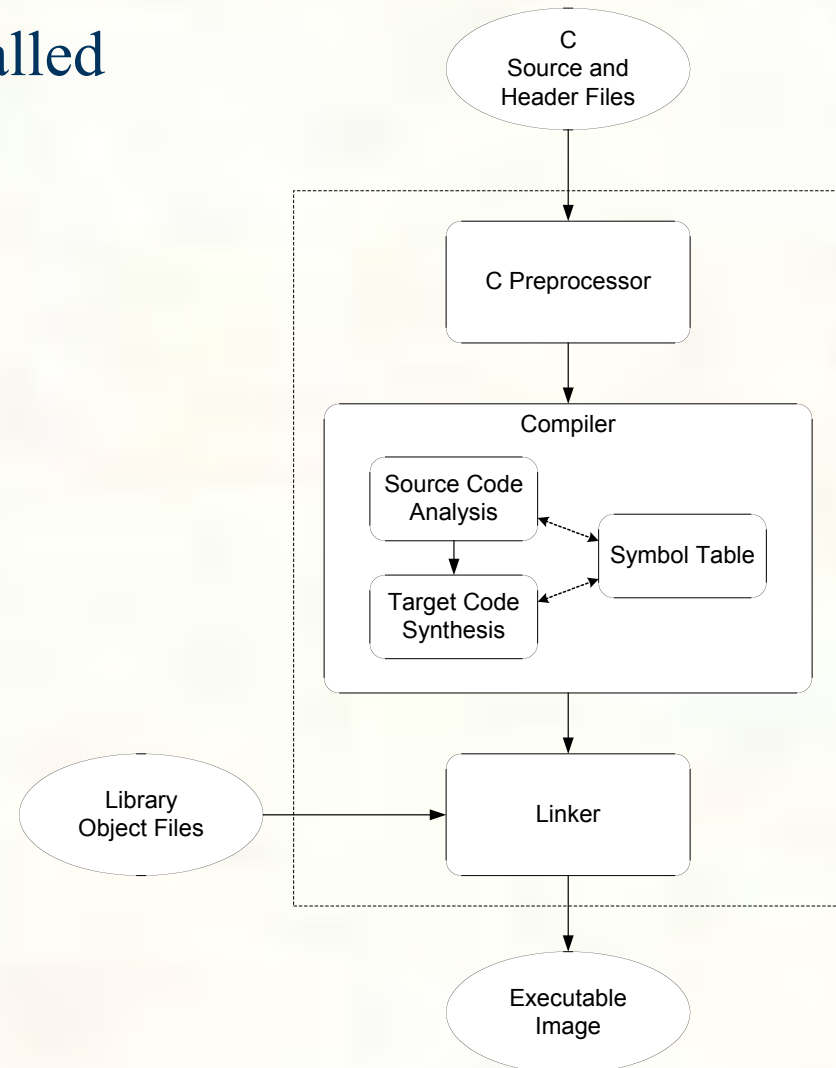 alled
C
Source and
Header Files
C Preprocessor
Compiler
Source Code
Analysis
Symbol Table
Target Code
Synthesis
Library
Object Files
Linker
Executable
Image